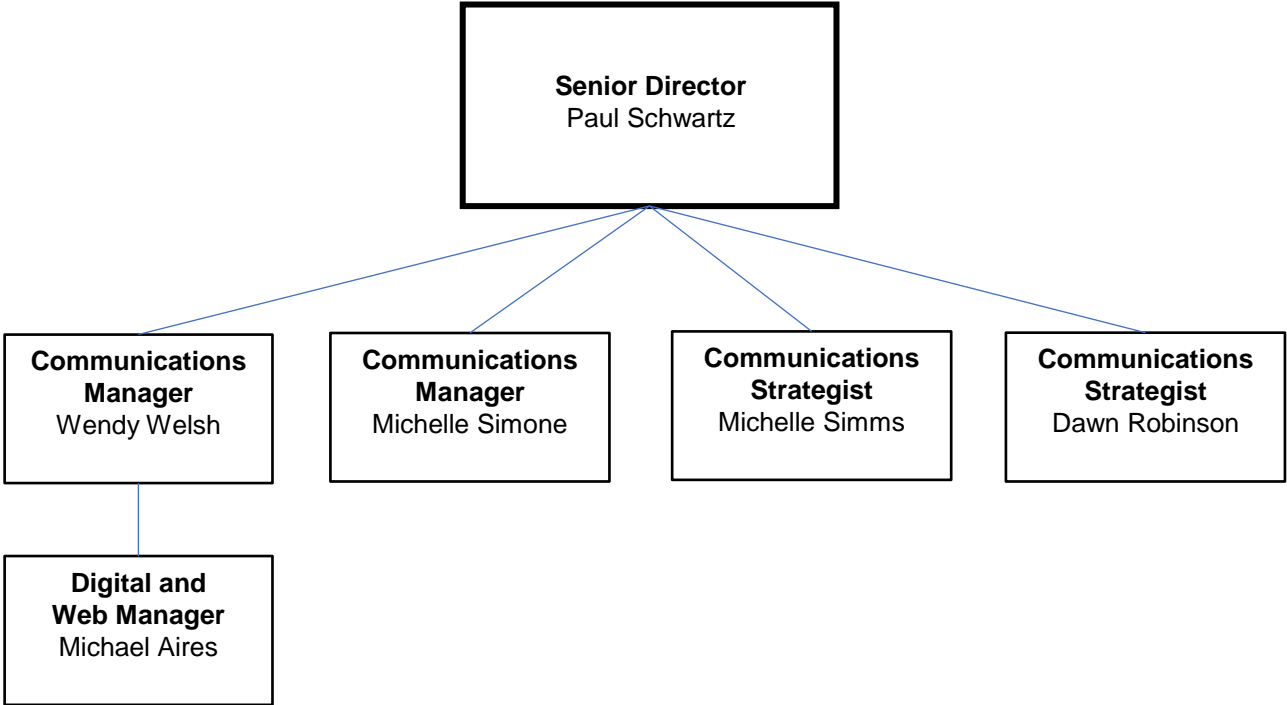 Senior Director
Paul Schwartz
Communications
Manager
Wendy Welsh
Communications
Manager
Michelle Simone
Communications
Strategist
Michelle Simms
Communications
Strategist
Dawn Robinson
Digital and
Web Manager
Michael Aires